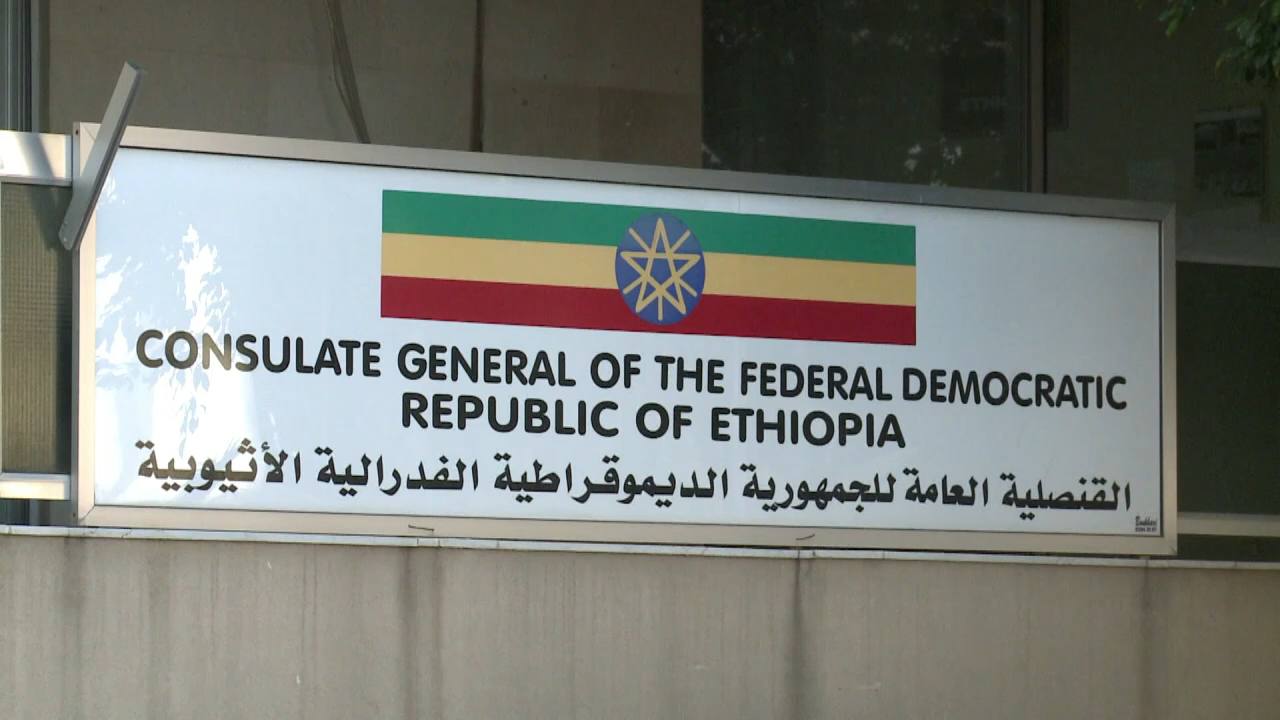 CONSULATE GENERAL OF THE FEDERAL DEMOCRATIC
REPUBLIC OF ETHIOPIA
القنصلية العامة للجمهورية الديموقراطية الفدرالية الأثيوبية